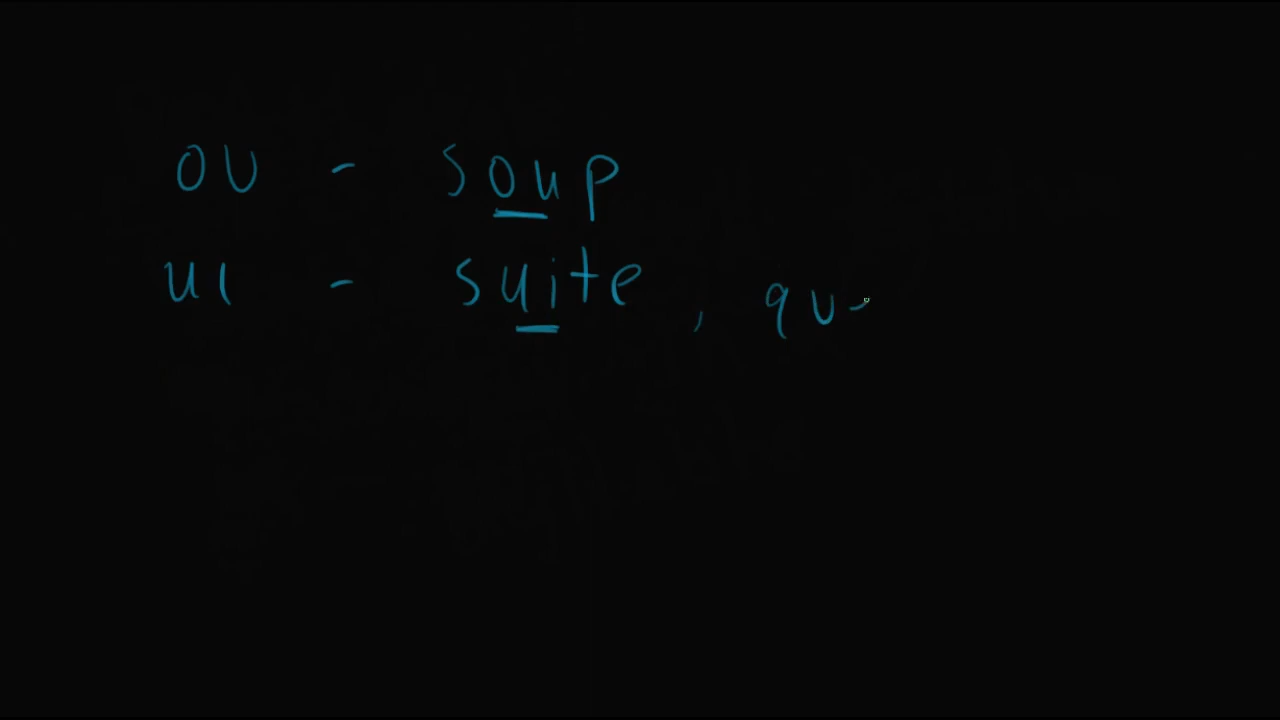 ou - soup
ui - suite, qu